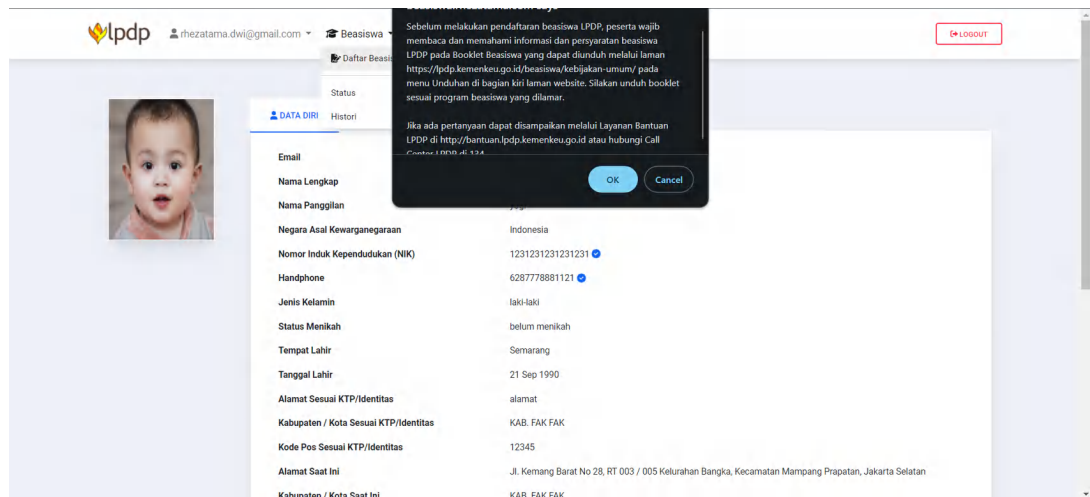 lpdp
rhezatama.dwi@gmail.com
Beasiswa
LOGOUT
Daftar
Status
Histori
Sebelum melakukan pendaftaran beasiswa LPDP, peserta wajib
membaca dan memahami informasi dan persyaratan beasiswa
LPDP pada Booklet Beasiswa yang dapat diunduh melalui laman
https://lpdp.kemenkeu.go.id/beasiswa/kebijakan-umum/ pada
menu Unduhan di bagian kiri laman website. Silakan unduh booklet
sesuai program beasiswa yang dilamar.
Jika ada pertanyaan dapat disampaikan melalui Layanan Bantuan
LPDP di http://bantuan.lpdp.kemenkeu.go.id atau hubungi Call
Center LPDP di 134
OK
Cancel
DATA DIRI
Email
Nama Lengkap
Nama Panggilan
Negara Asal Kewarganegaraan Indonesia
Nomor Induk Kependudukan (NIK) 1231231231231231
Handphone 6287778881121
Jenis Kelamin laki-laki
Status Menikah belum menikah
Tempat Lahir Semarang
Tanggal Lahir 21 Sep 1990
Alamat Sesuai KTP/Identitas alamat
Kabupaten / Kota Sesuai KTP/Identitas KAB. FAK FAK
Kode Pos Sesuai KTP/Identitas 12345
Alamat Saat Ini Jl. Kemang Barat No 28, RT 003 / 005 Kelurahan Bangka, Kecamatan Mampang Prapatan, Jakarta Selatan
Kabupaten / Kota Saat Ini KAB. FAK FAK